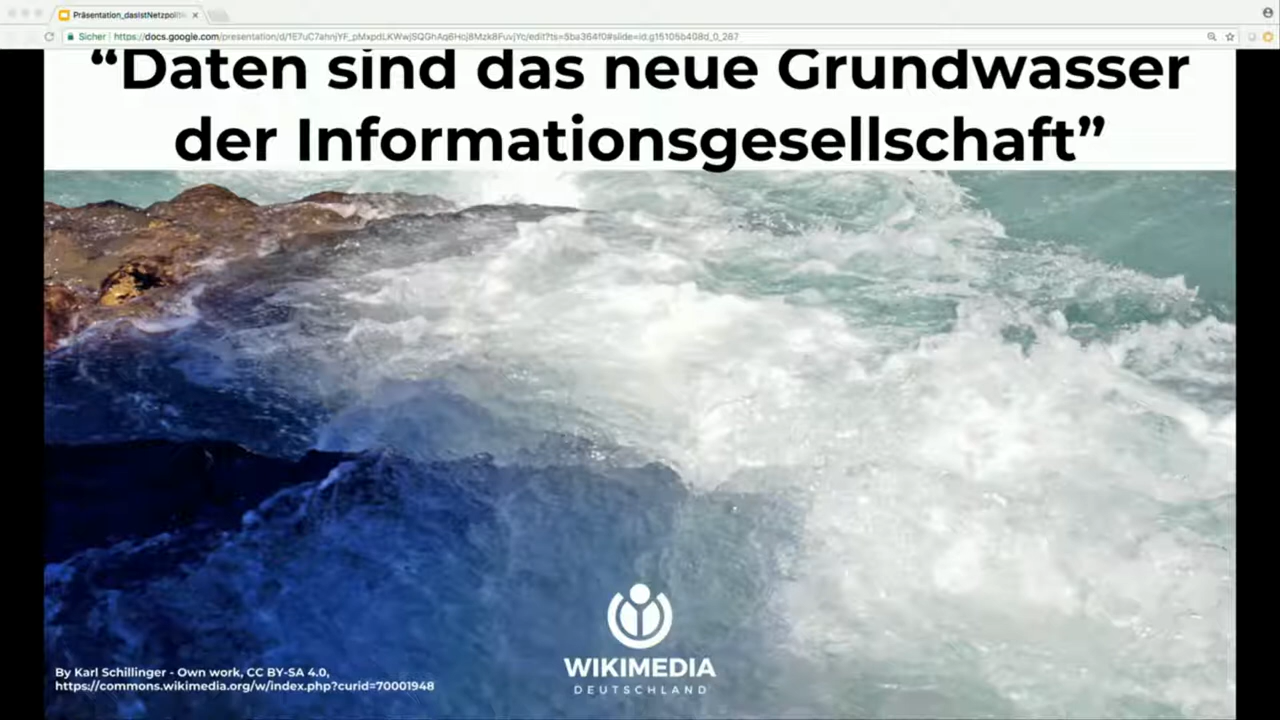 Präsentation_dasIstNetzpoliti
Sicher
“Daten sind das neue Grundwasser
der Informationsgesellschaft”
WIKIMEDIA
DEUTSCHLAND
By Karl Schillinger - Own work, CC BY-SA 4.0,
https://commons.wikimedia.org/w/index.php?curid=70001948